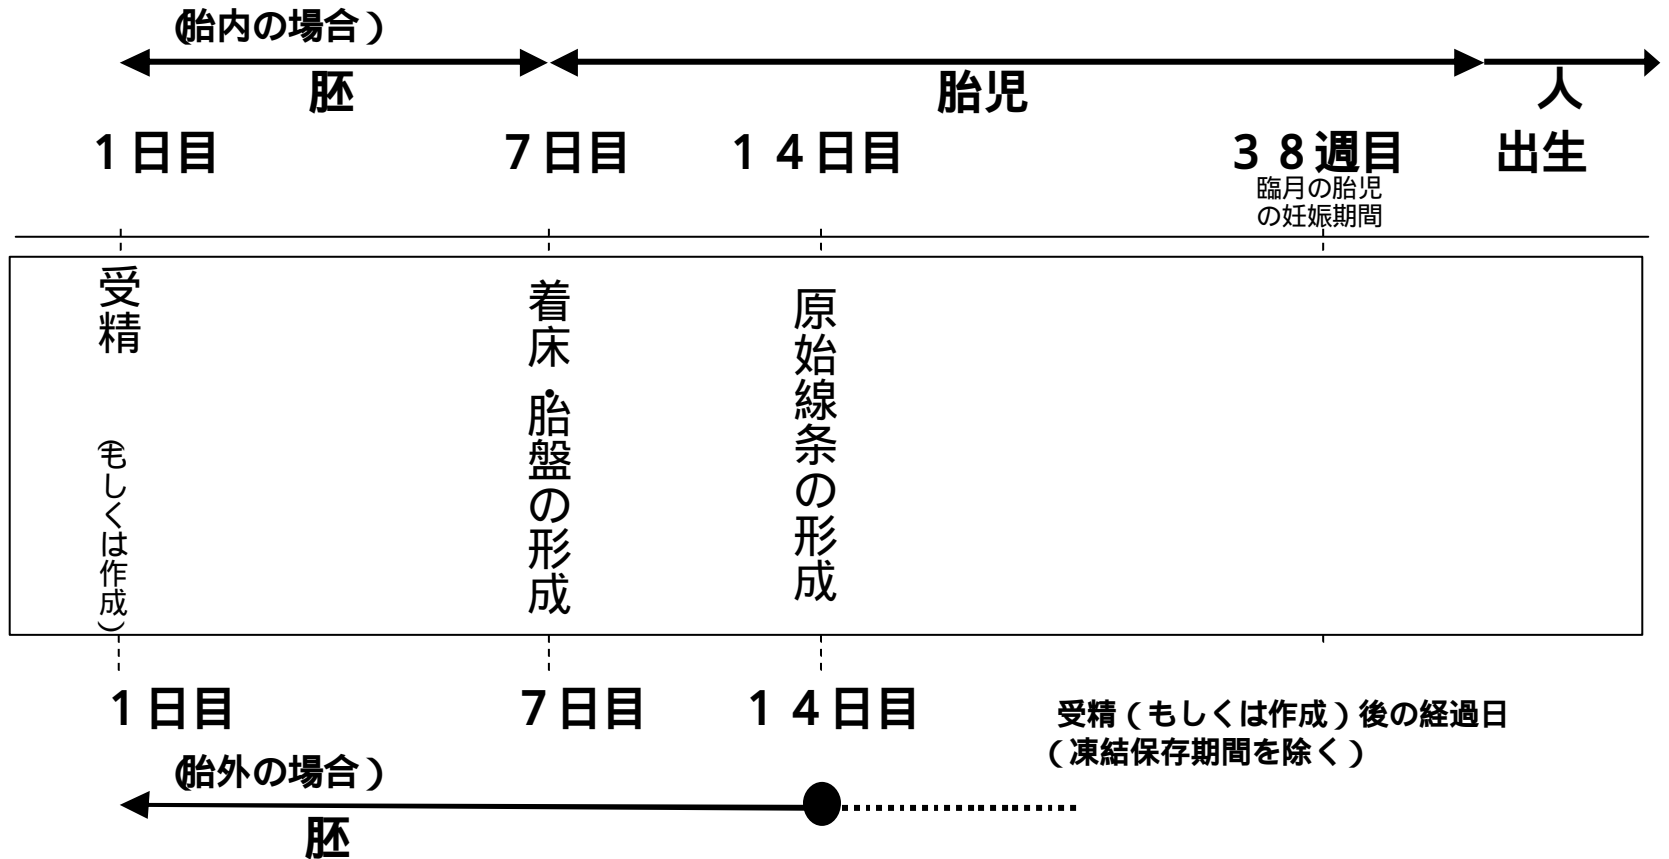 （胎内の場合）
胚
胎児
人
１日目
７日目
１４日目
３８週目
出生
臨月の胎児
の妊娠期間
受精
（もしくは作成）
着床・胎盤の形成
原始線条の形成
１日目
７日目
１４日目
受精（もしくは作成）後の経過日
（凍結保存期間を除く）
（胎外の場合）
胚